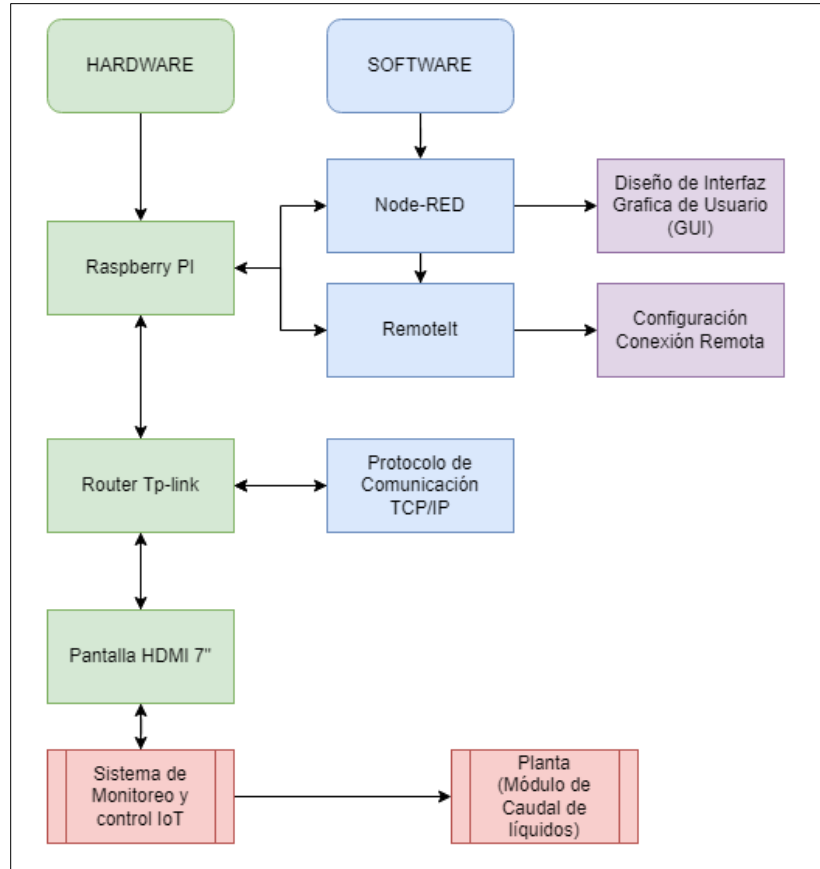 HARDWARE
SOFTWARE
Node-RED
Diseño de Interfaz
Grafica de Usuario
(GUI)
Raspberry PI
RemoteIt
Configuración
Conexión Remota
Router Tp-link
Protocolo de
Comunicación
TCP/IP
Pantalla HDMI 7"
Sistema de
Monitoreo y
control IoT
Planta
(Módulo de
Caudal de
líquidos)